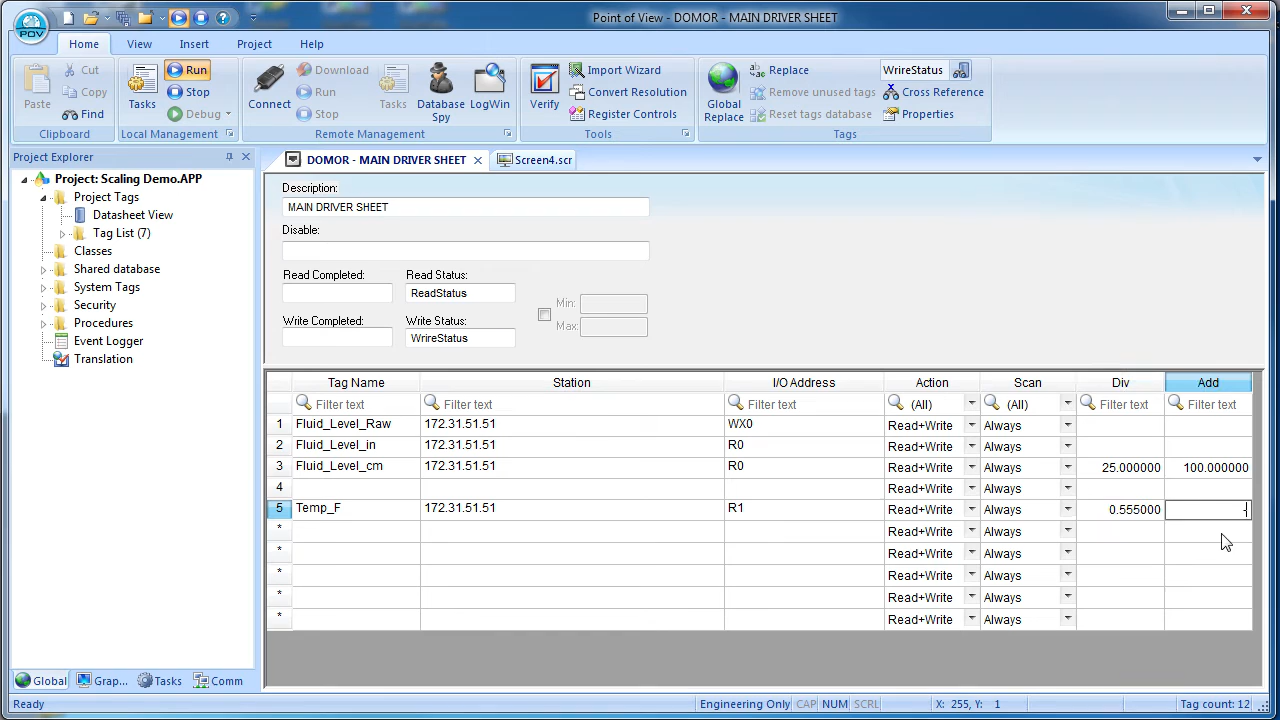 Point of View - DOMOR - MAIN DRIVER SHEET
POV
Home View Insert Project Help
Paste Cut Copy Find Clipboard
Tasks Run Stop Debug Local Management
Connect Download Run Stop Tasks Database Spy LogWin Remote Management
Verify Import Wizard Convert Resolution Register Controls Tools
Global Replace Replace Remove unused tags Reset tags database WrireStatus Cross Reference Properties Tags
Project Explorer
Project: Scaling Demo.APP
Project Tags
Datasheet View
Tag List (7)
Classes
Shared database
System Tags
Security
Procedures
Event Logger
Translation
Global Grap... Tasks Comm
DOMOR - MAIN DRIVER SHEET Screen4.scr
Description:
MAIN DRIVER SHEET
Disable:
Read Completed: Read Status:
ReadStatus
Min:
Write Completed: Write Status:
Max:
WrireStatus
Tag Name Station I/O Address Action Scan Div Add
Filter text Filter text Filter text (All) (All) Filter text Filter text
1 Fluid_Level_Raw 172.31.51.51 WX0 Read+Write Always
2 Fluid_Level_in 172.31.51.51 R0 Read+Write Always
3 Fluid_Level_cm 172.31.51.51 R0 Read+Write Always 25.000000 100.000000
4 Read+Write Always
5 Temp_F 172.31.51.51 R1 Read+Write Always 0.555000 -
* Read+Write Always
* Read+Write Always
* Read+Write Always
* Read+Write Always
* Read+Write Always
Ready Engineering Only CAP NUM SCRL X: 255, Y: 1 Tag count: 12